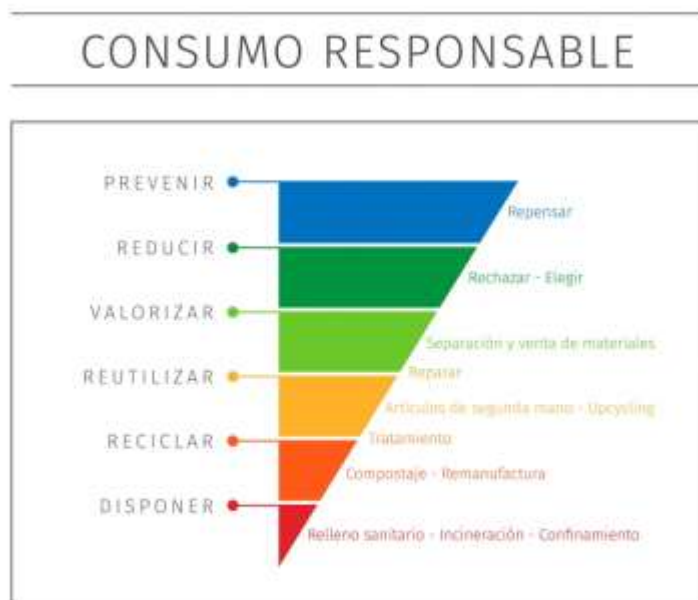 CONSUMO RESPONSABLE
PREVENIR
Repensar
REDUCIR
Rechazar - Elegir
VALORIZAR
Separación y venta de materiales
REUTILIZAR
Reparar
Artículos de segunda mano - Upcycling
RECICLAR
Tratamiento
Compostaje - Remanufactura
DISPONER
Relleno sanitario - Incineración - Confinamiento